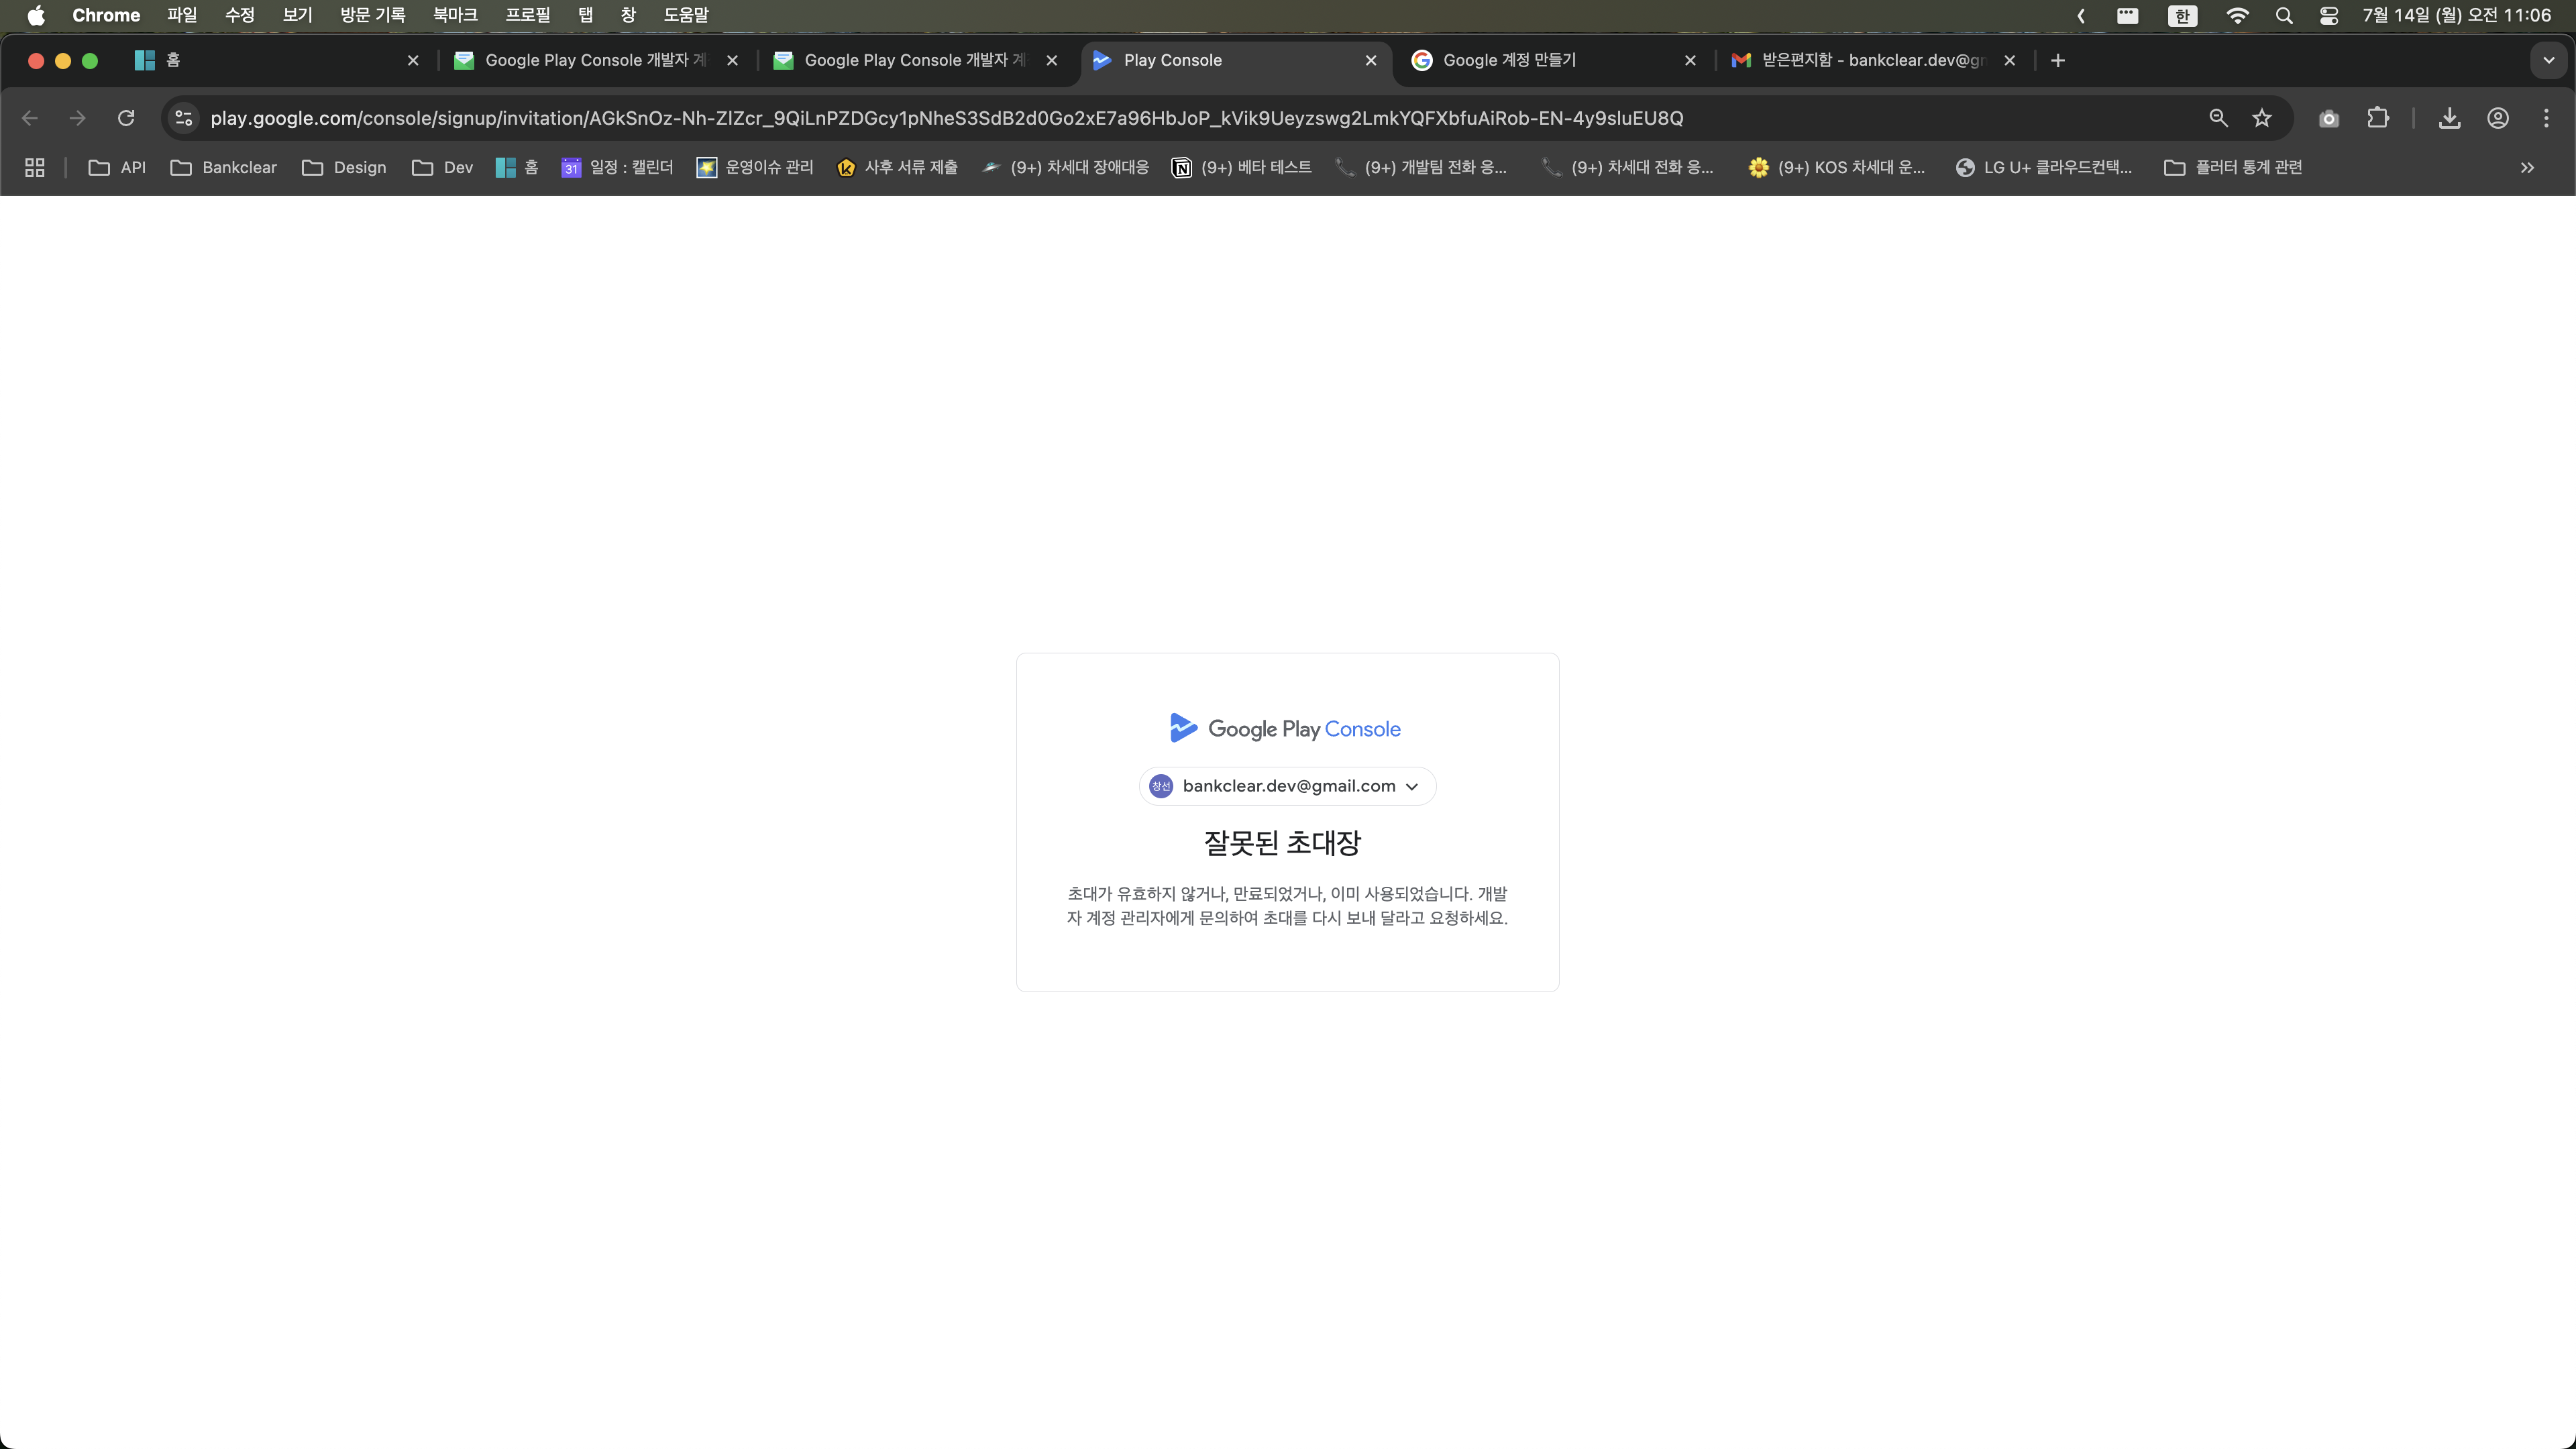 Chrome 파일 수정 보기 방문 기록 북마크 프로필 탭 창 도움말 한 7월 14일 (월) 오전 11:06
홈 Google Play Console 개발자 계 Google Play Console 개발자 계 Play Console Google 계정 만들기 받은편지함 - bankclear.dev@gm
play.google.com/console/signup/invitation/AGkSnOz-Nh-ZlZcr_9QiLnPZDGcy1pNheS3SdB2d0Go2xE7a96HbJoP_kVik9Ueyzswg2LmkYQFXbfuAiRob-EN-4y9sluEU8Q
API Bankclear Design Dev 홈 31 일정 : 캘린더 운영이슈 관리 k 사후 서류 제출 (9+) 차세대 장애대응 (9+) 베타 테스트 (9+) 개발팀 전화 응... (9+) 차세대 전화 응... (9+) KOS 차세대 운... LG U+ 클라우드컨택... 플러터 통계 관련
Google Play Console
창선 bankclear.dev@gmail.com
잘못된 초대장
초대가 유효하지 않거나, 만료되었거나, 이미 사용되었습니다. 개발
자 계정 관리자에게 문의하여 초대를 다시 보내 달라고 요청하세요.